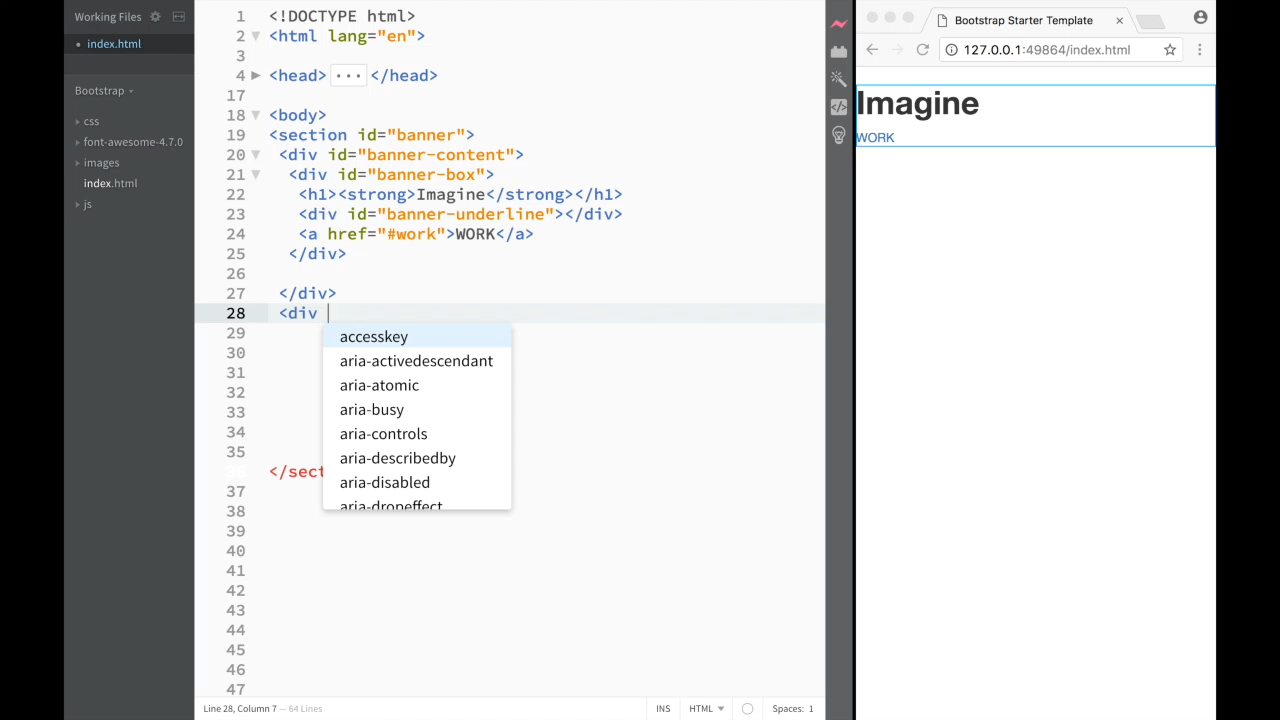 Working Files
index.html
Bootstrap
css
font-awesome-4.7.0
images
index.html
js
1 <!DOCTYPE html>
2 <html lang="en">
3
4 <head> ... </head>
17
18 <body>
19 <section id="banner">
20 <div id="banner-content">
21 <div id="banner-box">
22 <h1><strong>Imagine</strong></h1>
23 <div id="banner-underline"></div>
24 <a href="#work">WORK</a>
25 </div>
26
27 </div>
28 <div
29
30
31
32
33
34
35
</sect
37
38
39
40
41
42
43
44
45
46
47
accesskey
aria-activedescendant
aria-atomic
aria-busy
aria-controls
aria-describedby
aria-disabled
aria-dropeffect
Line 28, Column 7 — 64 Lines
INS
HTML
Spaces: 1
Bootstrap Starter Template
127.0.0.1:49864/index.html
Imagine
WORK